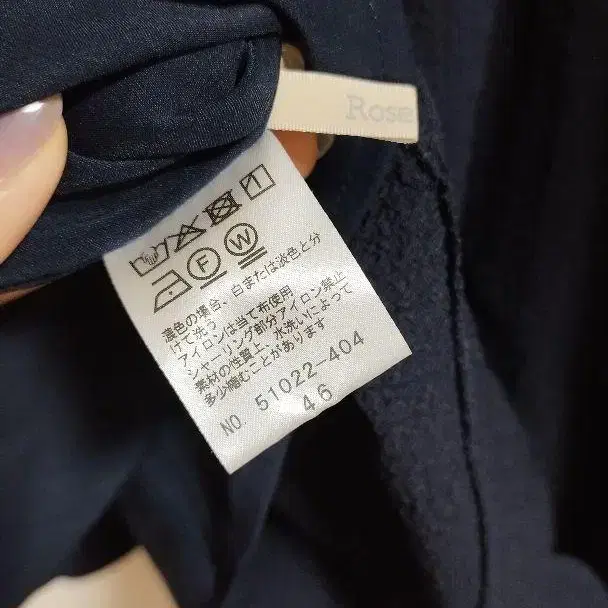 Rose
F
W
濃色の場合、白または淡色と分
けて洗う
アイロンは当て布使用
シャーリング部分アイロン禁止
素材の性質上、水洗いによって
多少縮むことがあります
NO. 51022-404
46